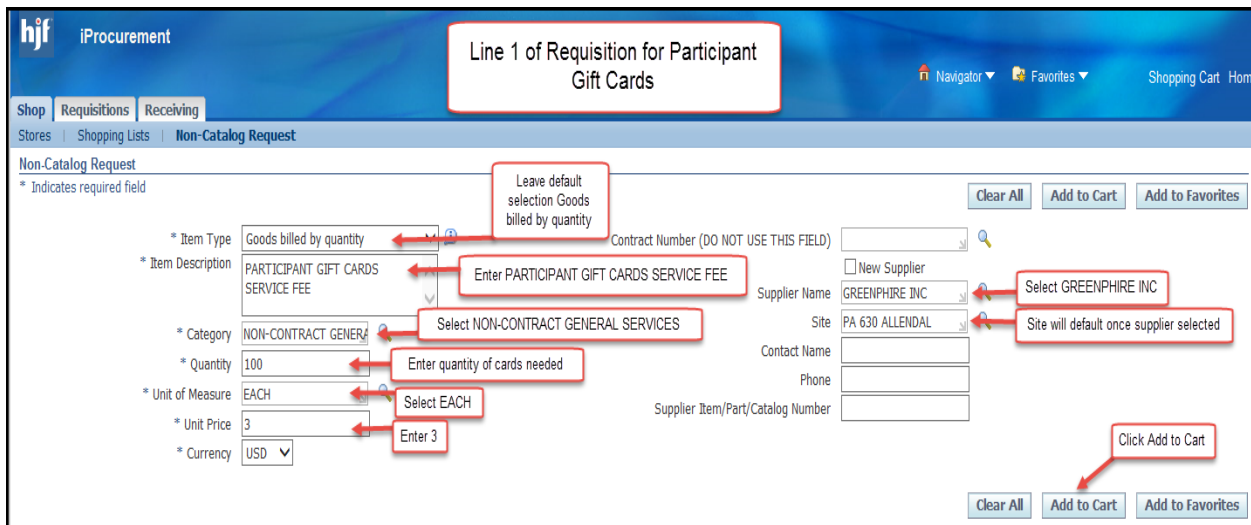 hjf iProcurement
Line 1 of Requisition for Participant
Gift Cards
Navigator Favorites Shopping Cart Hom
Shop Requisitions Receiving
Stores | Shopping Lists | Non-Catalog Request
Non-Catalog Request
* Indicates required field
Leave default
selection Goods
billed by quantity
Clear All Add to Cart Add to Favorites
* Item Type Goods billed by quantity
Contract Number (DO NOT USE THIS FIELD)
* Item Description PARTICIPANT GIFT CARDS
SERVICE FEE
Enter PARTICIPANT GIFT CARDS SERVICE FEE
New Supplier
Supplier Name GREENPHIRE INC
Select GREENPHIRE INC
Site PA 630 ALLENDAL
Site will default once supplier selected
* Category NON-CONTRACT GENERA
Select NON-CONTRACT GENERAL SERVICES
Contact Name
* Quantity 100
Enter quantity of cards needed
Phone
* Unit of Measure EACH
Select EACH
Supplier Item/Part/Catalog Number
* Unit Price 3
Enter 3
* Currency USD
Click Add to Cart
Clear All Add to Cart Add to Favorites